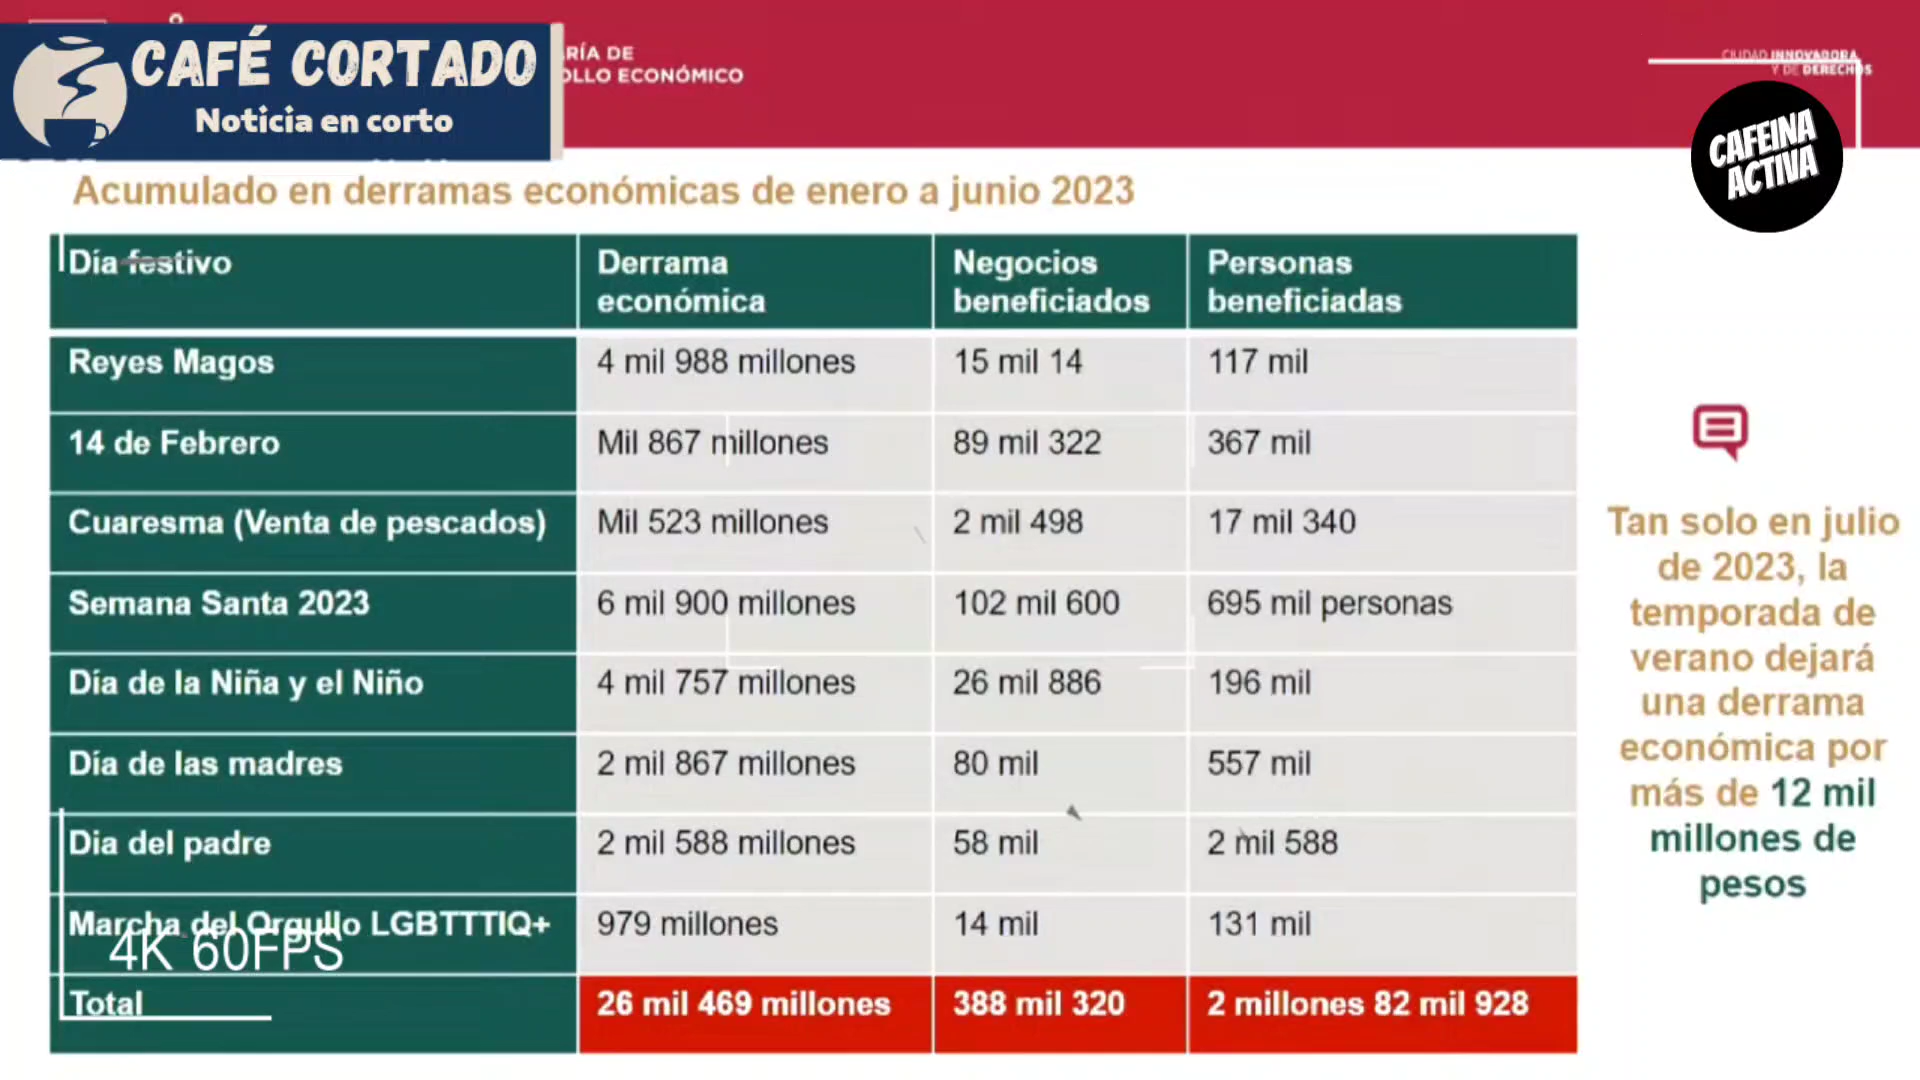 CAFÉ CORTADO
Noticia en corto
RÍA DE
OLLO ECONÓMICO
CIUDAD INNOVADORA
Y DE DERECHOS
CAFEINA
ACTIVA
Acumulado en derramas económicas de enero a junio 2023
Día festivo
Derrama
económica
Negocios
beneficiados
Personas
beneficiadas
Reyes Magos
4 mil 988 millones
15 mil 14
117 mil
14 de Febrero
Mil 867 millones
89 mil 322
367 mil
Cuaresma (Venta de pescados)
Mil 523 millones
2 mil 498
17 mil 340
Semana Santa 2023
6 mil 900 millones
102 mil 600
695 mil personas
Día de la Niña y el Niño
4 mil 757 millones
26 mil 886
196 mil
Día de las madres
2 mil 867 millones
80 mil
557 mil
Dia del padre
2 mil 588 millones
58 mil
2 mil 588
Marcha del Orgullo LGBTTTIQ+
979 millones
14 mil
131 mil
4K 60FPS
Total
26 mil 469 millones
388 mil 320
2 millones 82 mil 928
Tan solo en julio
de 2023, la
temporada de
verano dejará
una derrama
económica por
más de 12 mil
millones de
pesos